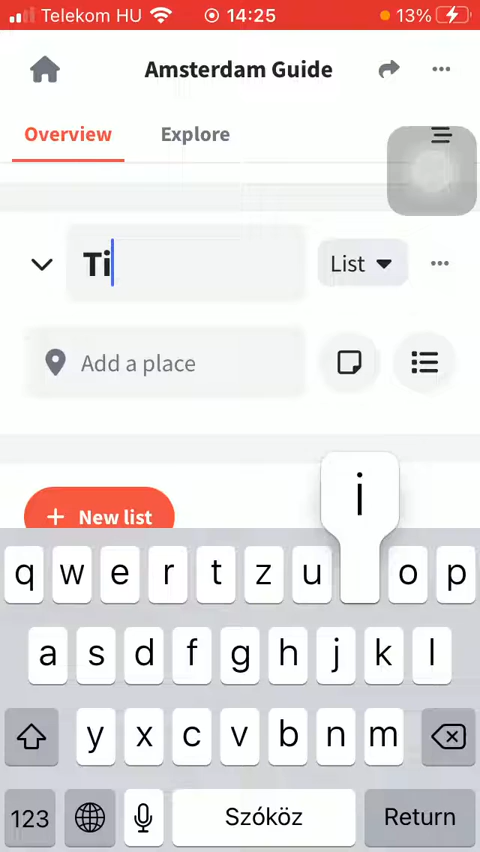 Telekom HU 14:25 13%
Amsterdam Guide
Overview Explore
Ti List
Add a place
+ New list
i
q w e r t z u o p
a s d f g h j k l
y x c v b n m
123 Szóköz Return